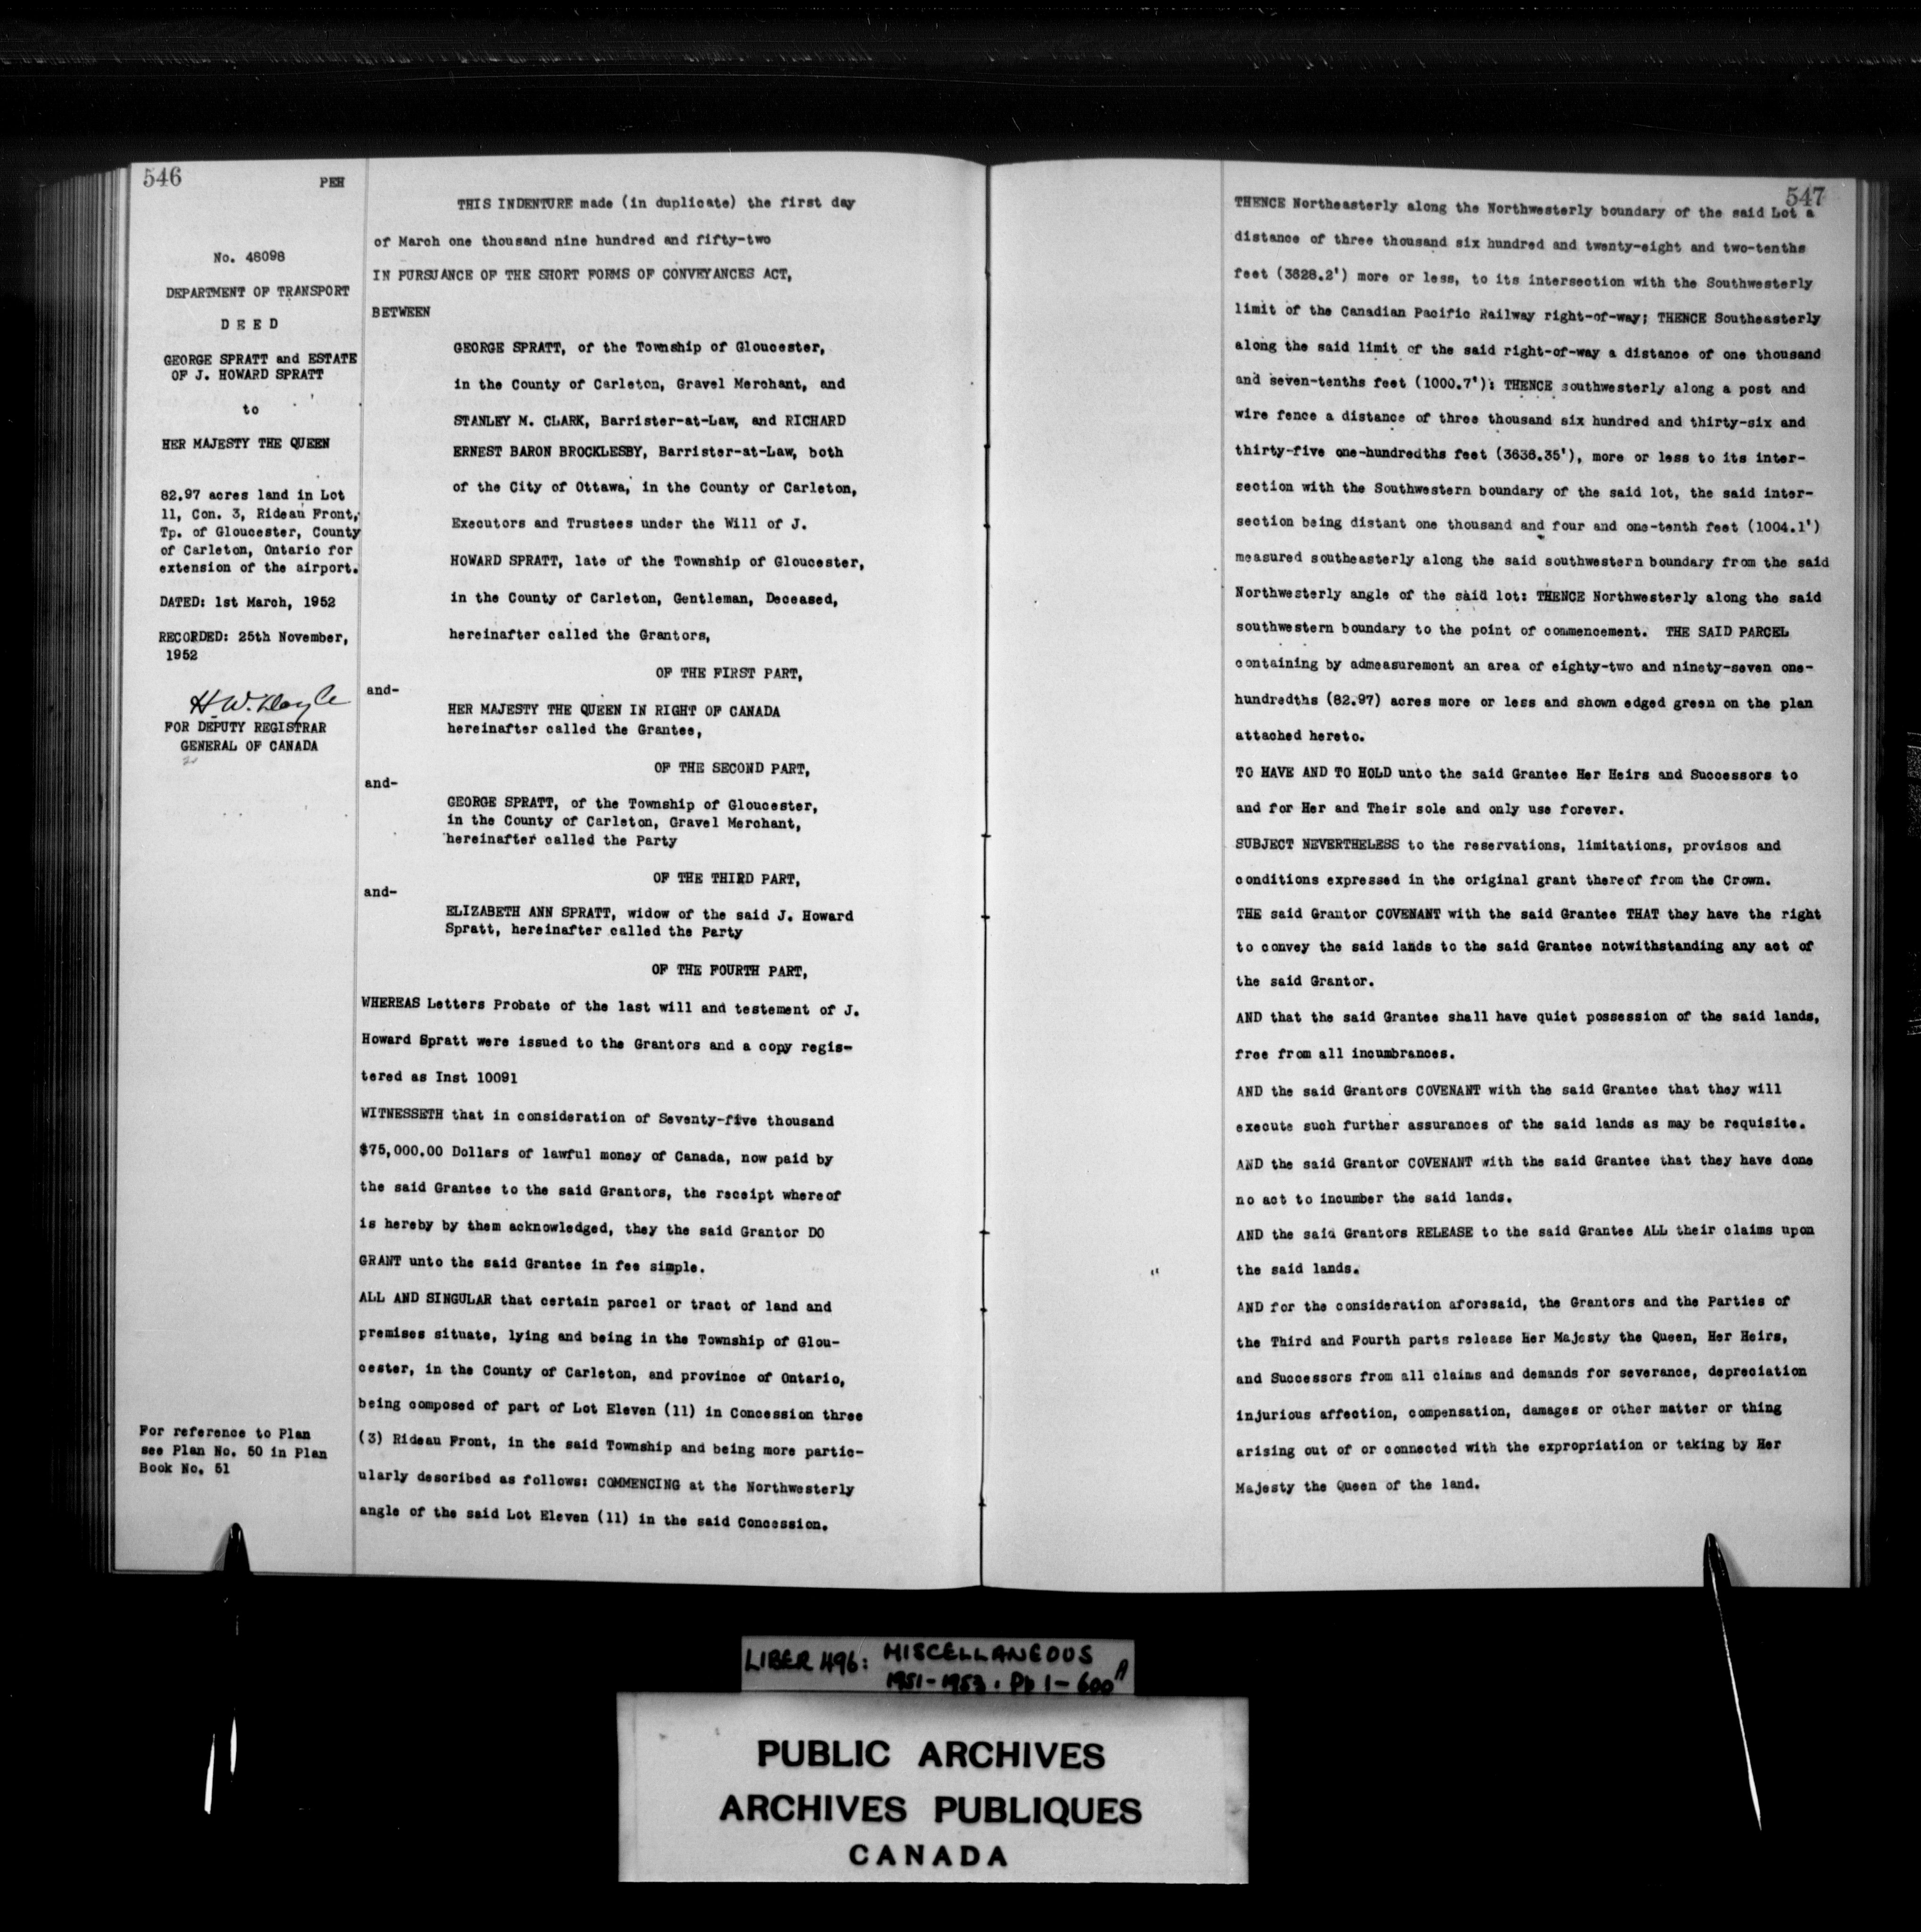 546
PEH
No. 48098
DEPARTMENT OF TRANSPORT
D E E D
GEORGE SPRATT and ESTATE
OF J. HOWARD SPRATT
to
HER MAJESTY THE QUEEN
82.97 acres land in Lot
11, Con. 3, Rideau Front,
Tp. of Gloucester, County
of Carleton, Ontario for
extension of the airport.
DATED: 1st March, 1952
RECORDED: 25th November,
1952
H.W. Doyle
FOR DEPUTY REGISTRAR
GENERAL OF CANADA
For reference to Plan
see Plan No. 50 in Plan
Book No. 51
THIS INDENTURE made (in duplicate) the first day
of March one thousand nine hundred and fifty-two
IN PURSUANCE OF THE SHORT FORMS OF CONVEYANCES ACT,
BETWEEN
GEORGE SPRATT, of the Township of Gloucester,
in the County of Carleton, Gravel Merchant, and
STANLEY M. CLARK, Barrister-at-Law, and RICHARD
ERNEST BARON BROCKLESBY, Barrister-at-Law, both
of the City of Ottawa, in the County of Carleton,
Executors and Trustees under the Will of J.
HOWARD SPRATT, late of the Township of Gloucester,
in the County of Carleton, Gentleman, Deceased,
hereinafter called the Grantors,
OF THE FIRST PART,
and-
HER MAJESTY THE QUEEN IN RIGHT OF CANADA
hereinafter called the Grantee,
OF THE SECOND PART,
and-
GEORGE SPRATT, of the Township of Gloucester,
in the County of Carleton, Gravel Merchant,
hereinafter called the Party
OF THE THIRD PART,
and-
ELIZABETH ANN SPRATT, widow of the said J. Howard
Spratt, hereinafter called the Party
OF THE FOURTH PART,
WHEREAS Letters Probate of the last will and testement of J.
Howard Spratt were issued to the Grantors and a copy regis-
tered as Inst 10091
WITNESSETH that in consideration of Seventy-five thousand
$75,000.00 Dollars of lawful money of Canada, now paid by
the said Grantee to the said Grantors, the receipt whereof
is hereby by them acknowledged, they the said Grantor DO
GRANT unto the said Grantee in fee simple.
ALL AND SINGULAR that certain parcel or tract of land and
premises situate, lying and being in the Township of Glou-
cester, in the County of Carleton, and province of Ontario,
being composed of part of Lot Eleven (11) in Concession three
(3) Rideau Front, in the said Township and being more partic-
ularly described as follows: COMMENCING at the Northwesterly
angle of the said Lot Eleven (11) in the said Concession.
547
THENCE Northeasterly along the Northwesterly boundary of the said Lot a
distance of three thousand six hundred and twenty-eight and two-tenths
feet (3628.2') more or less, to its intersection with the Southwesterly
limit of the Canadian Pacific Railway right-of-way; THENCE Southeasterly
along the said limit of the said right-of-way a distance of one thousand
and seven-tenths feet (1000.7'): THENCE southwesterly along a post and
wire fence a distance of three thousand six hundred and thirty-six and
thirty-five one-hundredths feet (3636.35'), more or less to its inter-
section with the Southwestern boundary of the said lot, the said inter-
section being distant one thousand and four and one-tenth feet (1004.1')
measured southeasterly along the said southwestern boundary from the said
Northwesterly angle of the said lot: THENCE Northwesterly along the said
southwestern boundary to the point of commencement. THE SAID PARCEL
containing by admeasurement an area of eighty-two and ninety-seven one-
hundredths (82.97) acres more or less and shown edged green on the plan
attached hereto.
TO HAVE AND TO HOLD unto the said Grantee Her Heirs and Successors to
and for Her and Their sole and only use forever.
SUBJECT NEVERTHELESS to the reservations, limitations, provisos and
conditions expressed in the original grant thereof from the Crown.
THE said Grantor COVENANT with the said Grantee THAT they have the right
to convey the said lands to the said Grantee notwithstanding any act of
the said Grantor.
AND that the said Grantee shall have quiet possession of the said lands,
free from all incumbrances.
AND the said Grantors COVENANT with the said Grantee that they will
execute such further assurances of the said lands as may be requisite.
AND the said Grantor COVENANT with the said Grantee that they have done
no act to incumber the said lands.
AND the said Grantors RELEASE to the said Grantee ALL their claims upon
the said lands.
AND for the consideration aforesaid, the Grantors and the Parties of
the Third and Fourth parts release Her Majesty the Queen, Her Heirs,
and Successors from all claims and demands for severance, depreciation
injurious affection, compensation, damages or other matter or thing
arising out of or connected with the expropriation or taking by Her
Majesty the Queen of the land.
LIBER 496: MISCELLANEOUS
1951-1953. Pp 1-600A
PUBLIC ARCHIVES
ARCHIVES PUBLIQUES
CANADA